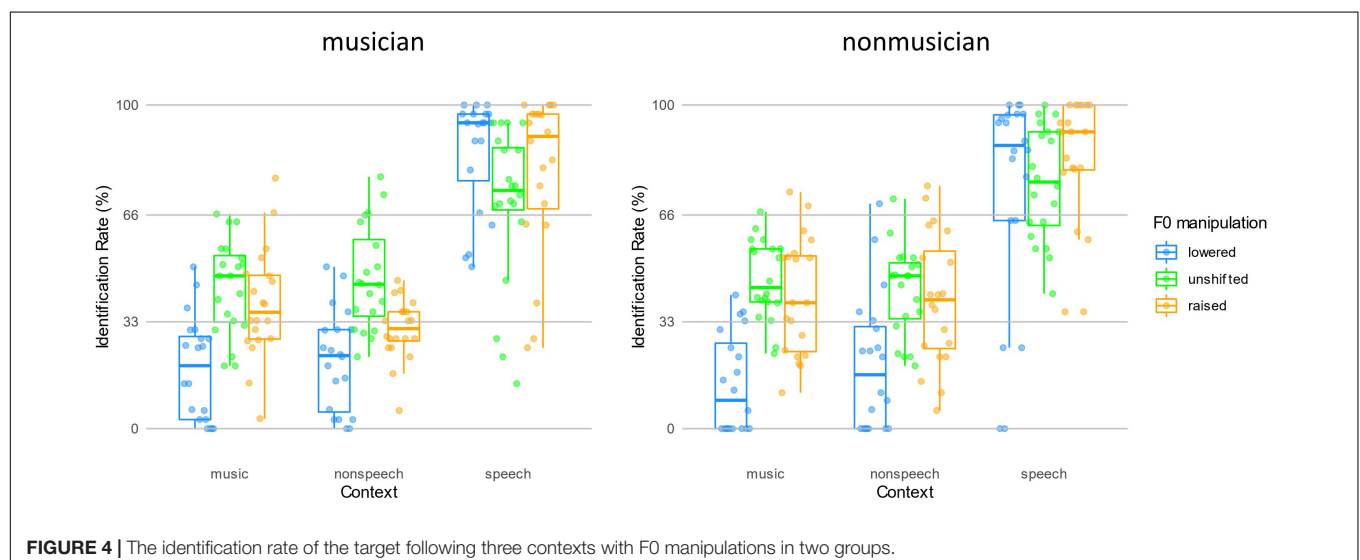 musician
nonmusician
100
66
33
0
Identification Rate (%)
music nonspeech speech
Context
100
66
33
0
Identification Rate (%)
music nonspeech speech
Context
F0 manipulation
lowered
unshifted
raised
FIGURE 4 | The identification rate of the target following three contexts with F0 manipulations in two groups.